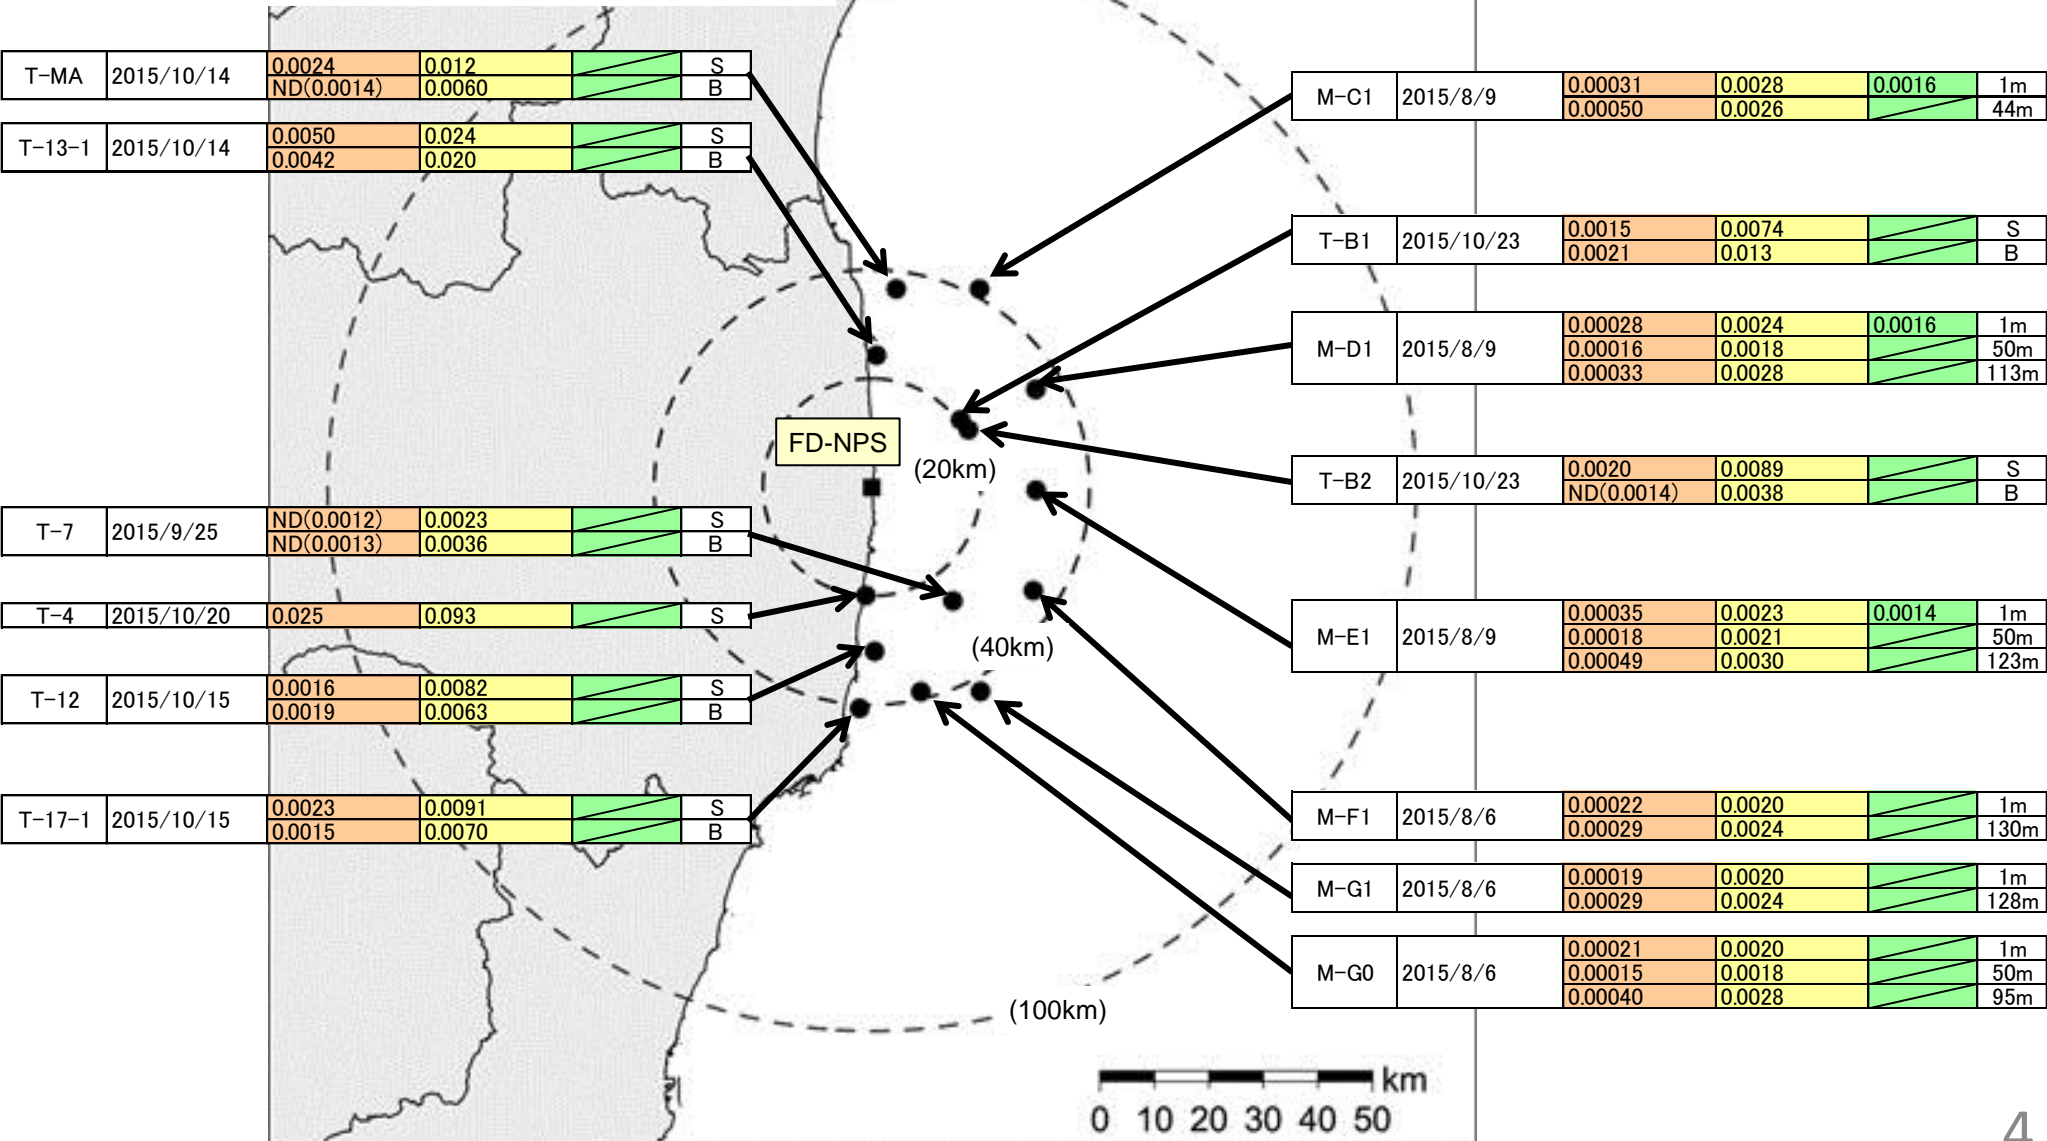 T-MA 2015/10/14 0.0024 0.012 S
ND(0.0014) 0.0060 B
T-13-1 2015/10/14 0.0050 0.024 S
0.0042 0.020 B
T-7 2015/9/25 ND(0.0012) 0.0023 S
ND(0.0013) 0.0036 B
T-4 2015/10/20 0.025 0.093 S
T-12 2015/10/15 0.0016 0.0082 S
0.0019 0.0063 B
T-17-1 2015/10/15 0.0023 0.0091 S
0.0015 0.0070 B
FD-NPS
(20km)
(40km)
(100km)
M-C1 2015/8/9 0.00031 0.0028 0.0016 1m
0.00050 0.0026 44m
T-B1 2015/10/23 0.0015 0.0074 S
0.0021 0.013 B
M-D1 2015/8/9 0.00028 0.0024 0.0016 1m
0.00016 0.0018 50m
0.00033 0.0028 113m
T-B2 2015/10/23 0.0020 0.0089 S
ND(0.0014) 0.0038 B
M-E1 2015/8/9 0.00035 0.0023 0.0014 1m
0.00018 0.0021 50m
0.00049 0.0030 123m
M-F1 2015/8/6 0.00022 0.0020 1m
0.00029 0.0024 130m
M-G1 2015/8/6 0.00019 0.0020 1m
0.00029 0.0024 128m
M-G0 2015/8/6 0.00021 0.0020 1m
0.00015 0.0018 50m
0.00040 0.0028 95m
km
0 10 20 30 40 50
4